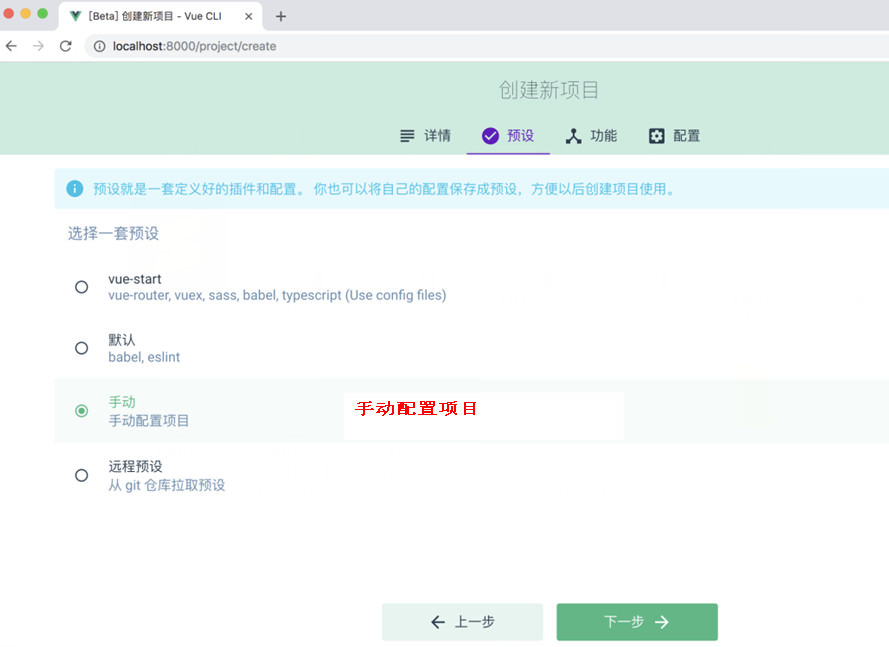 [Beta] 创建新项目 - Vue CLI
localhost:8000/project/create
创建新项目
详情 预设 功能 配置
预设就是一套定义好的插件和配置。 你也可以将自己的配置保存成预设，方便以后创建项目使用。
选择一套预设
vue-start
vue-router, vuex, sass, babel, typescript (Use config files)
默认
babel, eslint
手动
手动配置项目
手动配置项目
远程预设
从 git 仓库拉取预设
上一步 下一步